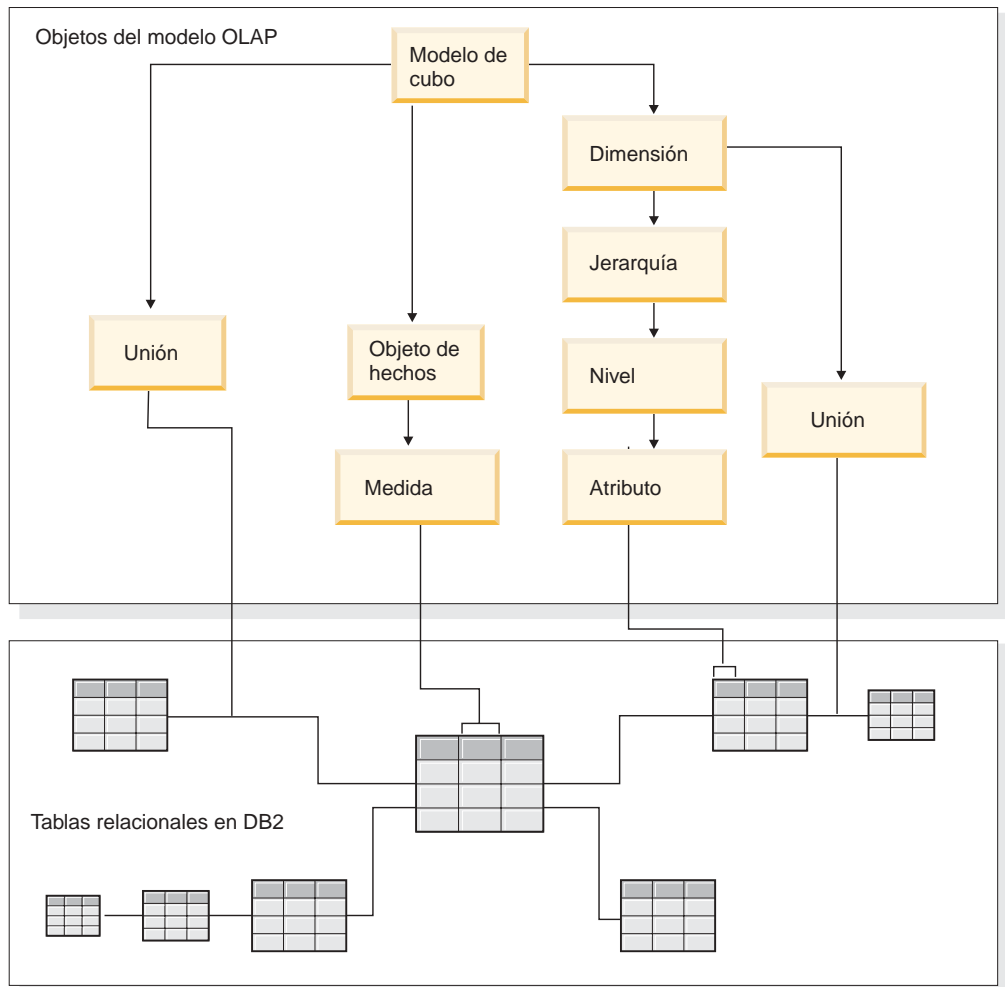 Objetos del modelo OLAP
Modelo de
cubo
Dimensión
Jerarquía
Unión
Objeto de
hechos
Nivel
Unión
Medida
Atributo
Tablas relacionales en DB2